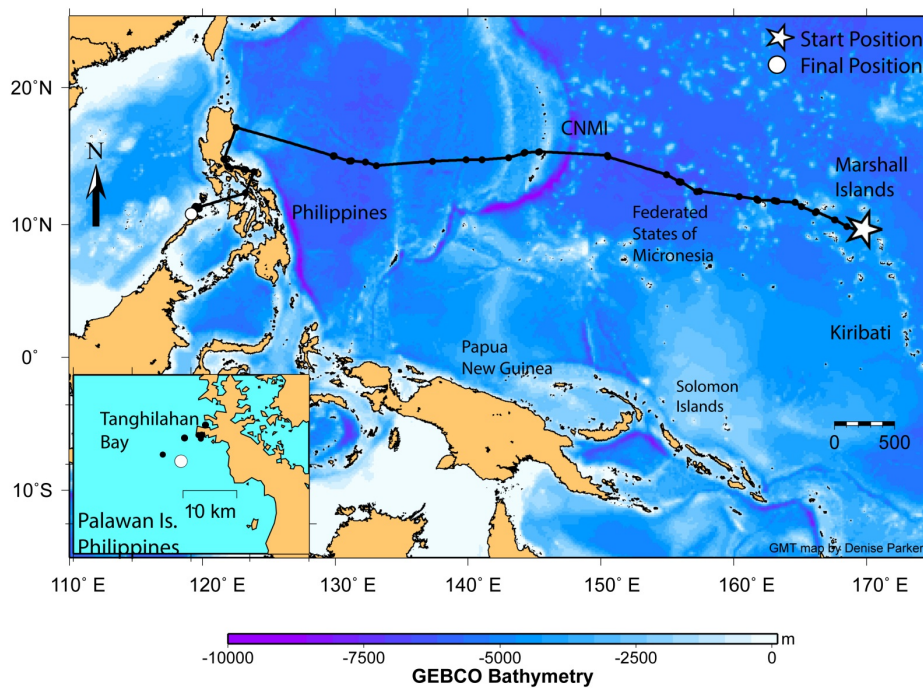 Start Position
Final Position
20°N
CNMI
N
Marshall
Islands
10°N
Philippines
Federated
States of
Micronesia
Kiribati
0°
Papua
New Guinea
Solomon
Islands
Tanghilahan
Bay
0 500
10°S
10 km
Palawan Is.
Philippines
GMT map by Denise Parker
110°E 120°E 130°E 140°E 150°E 160°E 170°E
m
-10000 -7500 -5000 -2500 0
GEBCO Bathymetry